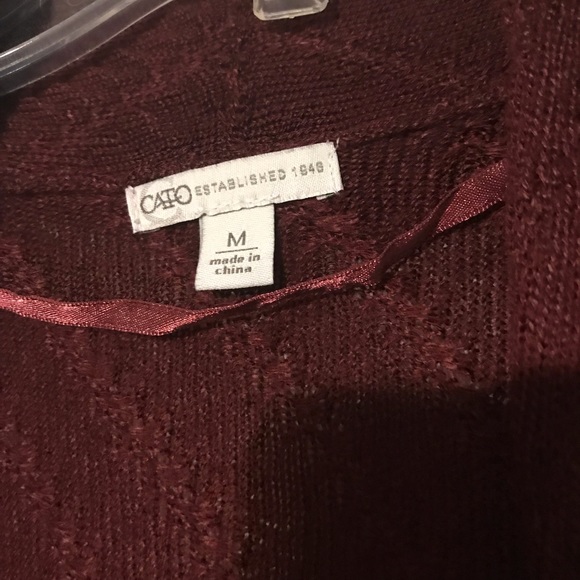 CATO ESTABLISHED 1946
M
made in
china